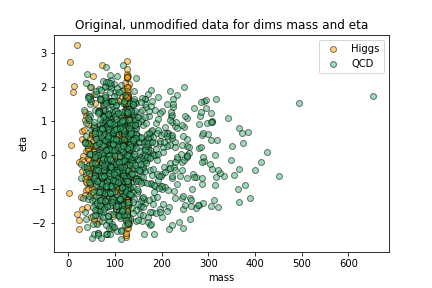 Original, unmodified data for dims mass and eta
Higgs
QCD
3
2
1
0
−1
−2
eta
0 100 200 300 400 500 600
mass